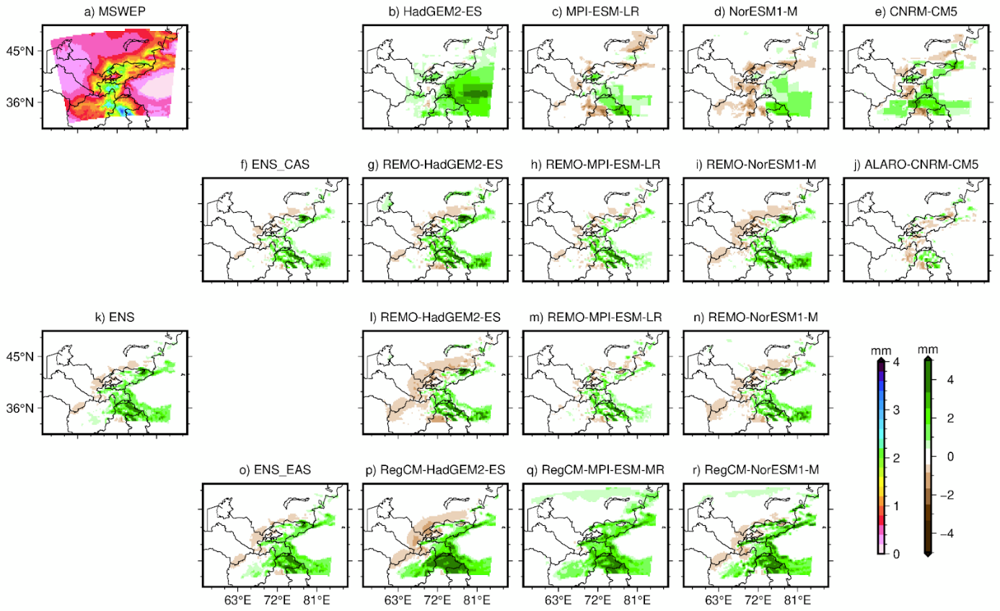 a) MSWEP
b) HadGEM2-ES
c) MPI-ESM-LR
d) NorESM1-M
e) CNRM-CM5
45°N
36°N
f) ENS_CAS
g) REMO-HadGEM2-ES
h) REMO-MPI-ESM-LR
i) REMO-NorESM1-M
j) ALARO-CNRM-CM5
k) ENS
l) REMO-HadGEM2-ES
m) REMO-MPI-ESM-LR
n) REMO-NorESM1-M
45°N
36°N
mm
4
3
2
1
0
mm
4
2
0
−2
−4
o) ENS_EAS
p) RegCM-HadGEM2-ES
q) RegCM-MPI-ESM-MR
r) RegCM-NorESM1-M
63°E 72°E 81°E
63°E 72°E 81°E
63°E 72°E 81°E
63°E 72°E 81°E